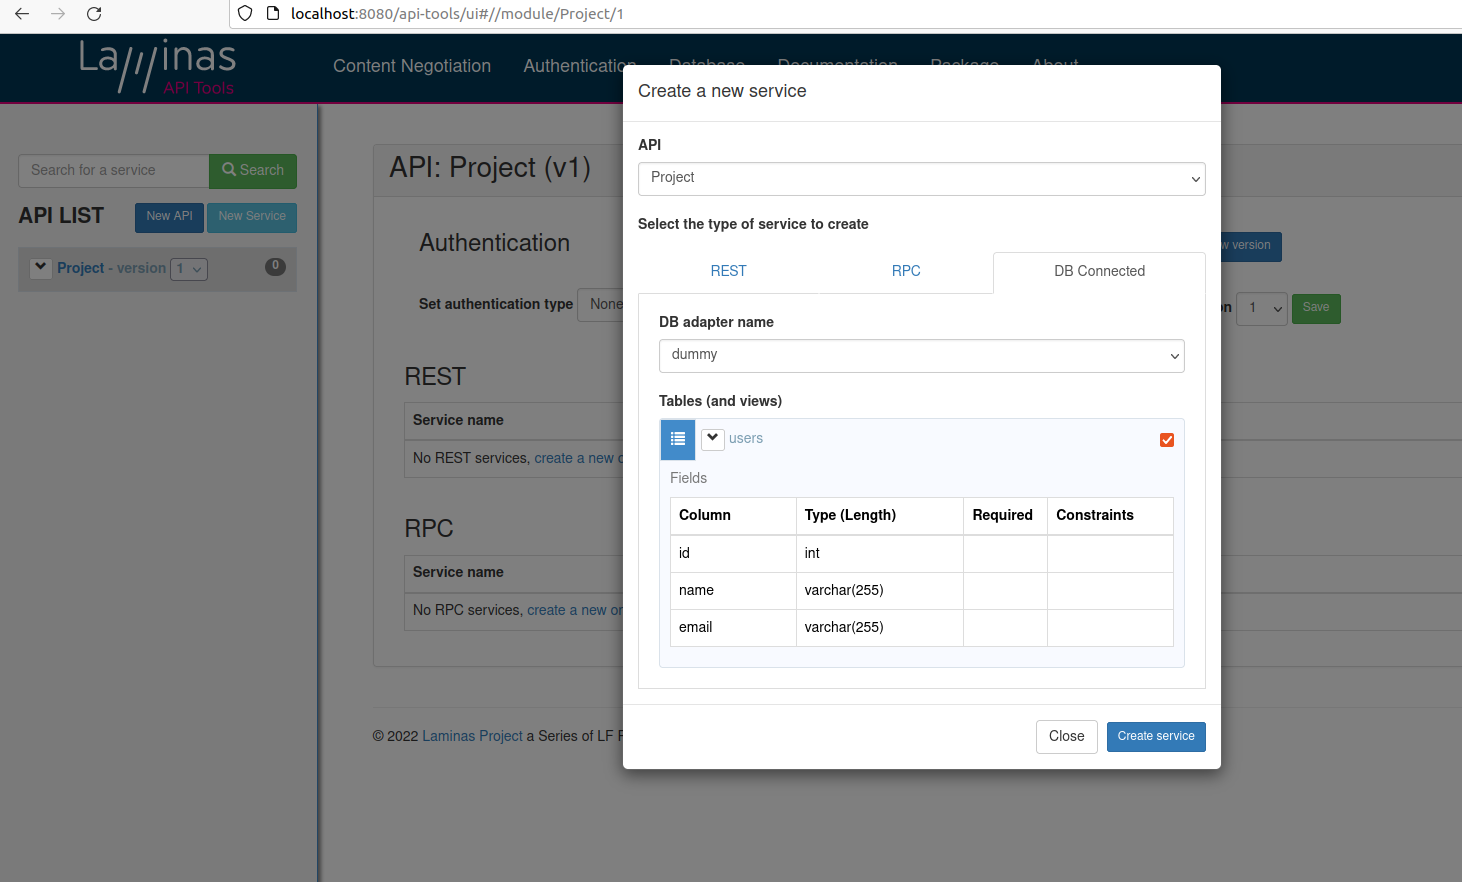 localhost:8080/api-tools/ui#//module/Project/1
Laminas
API Tools
Content Negotiation
Authentication
Database
Documentation
Package
About
Search for a service
Search
API LIST
New API
New Service
Project - version 1
0
API: Project (v1)
Authentication
Set authentication type None
REST
Service name
No REST services, create a new
RPC
Service name
No RPC services, create a new
© 2022 Laminas Project a Series of LF
version
1
Save
Create a new service
API
Project
Select the type of service to create
REST
RPC
DB Connected
DB adapter name
dummy
Tables (and views)
users
Fields
Column Type (Length) Required Constraints
id int
name varchar(255)
email varchar(255)
Close
Create service